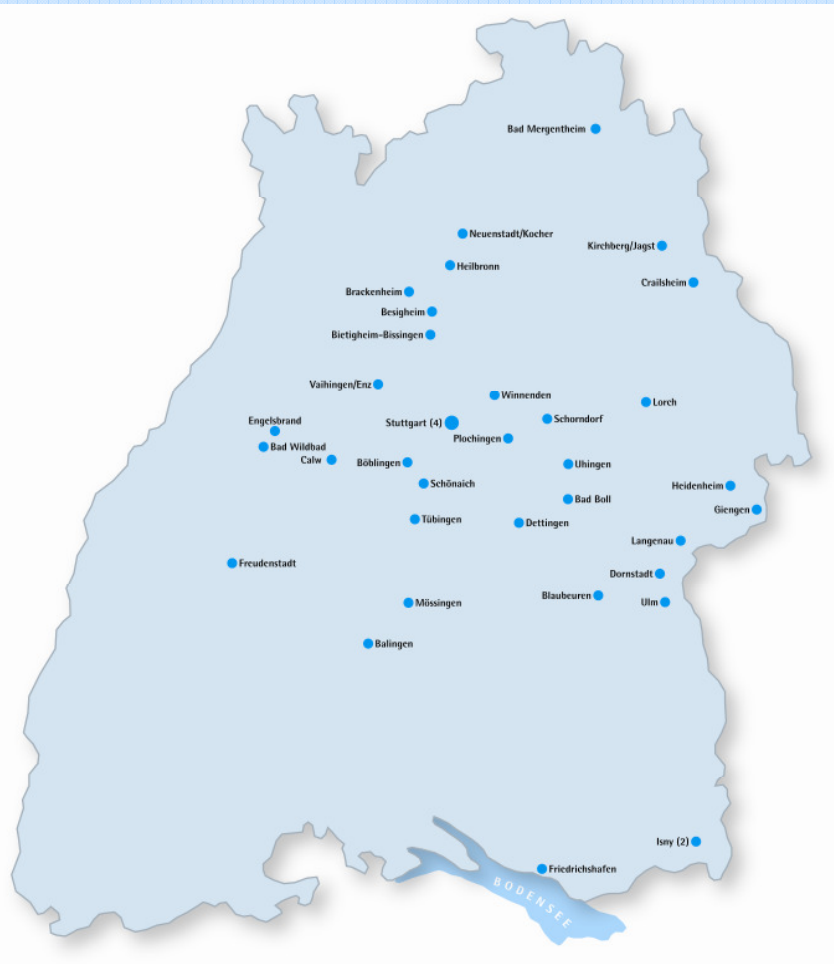 Bad Mergentheim
Neuenstadt/Kocher
Kirchberg/Jagst
Heilbronn
Crailsheim
Brackenheim
Besigheim
Bietigheim-Bissingen
Vaihingen/Enz
Winnenden
Lorch
Engelsbrand
Stuttgart (4)
Schorndorf
Plochingen
Bad Wildbad
Calw
Böblingen
Uhingen
Schönaich
Heidenheim
Bad Boll
Giengen
Tübingen
Dettingen
Langenau
Freudenstadt
Dornstadt
Blaubeuren
Ulm
Mössingen
Balingen
Isny (2)
Friedrichshafen
BODENSEE